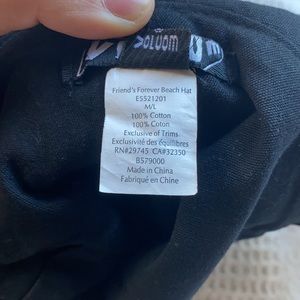 Friend's Forever Beach Hat
E5521201
M/L
100% Cotton
100% Coton
Exclusive of Trims
Exclusivité des équilibres
RN#29745 CA#32350
B579000
Made in China
Fabriqué en Chine